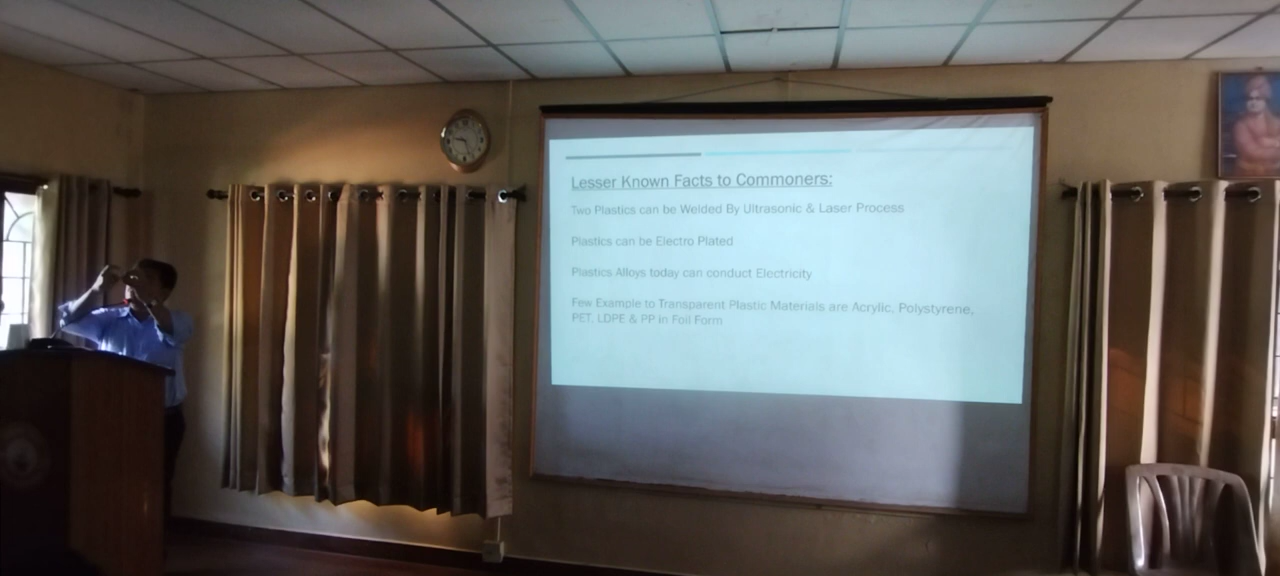 Lesser Known Facts to Commoners:
Two Plastics can be Welded By Ultrasonic & Laser Process
Plastics can be Electro Plated
Plastics Alloys today can conduct Electricity
Few Example to Transparent Plastic Materials are Acrylic, Polystyrene,
PET, LDPE & PP in Foil Form